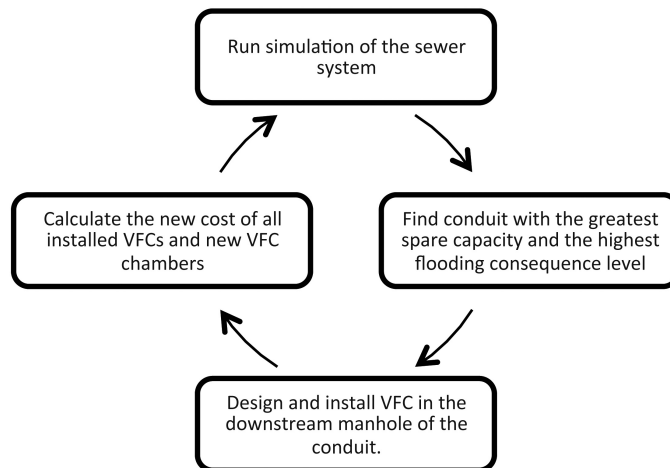 Run simulation of the sewer
system
Calculate the new cost of all
installed VFCs and new VFC
chambers
Find conduit with the greatest
spare capacity and the highest
flooding consequence level
Design and install VFC in the
downstream manhole of the
conduit.